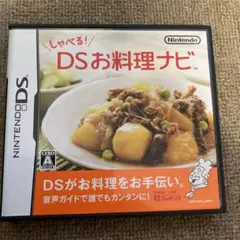 しゃべる!
Nintendo
DSお料理ナビ
NINTENDO DS
A
DSがお料理をお手伝い。
音声ガイドで誰でもカンタンに!